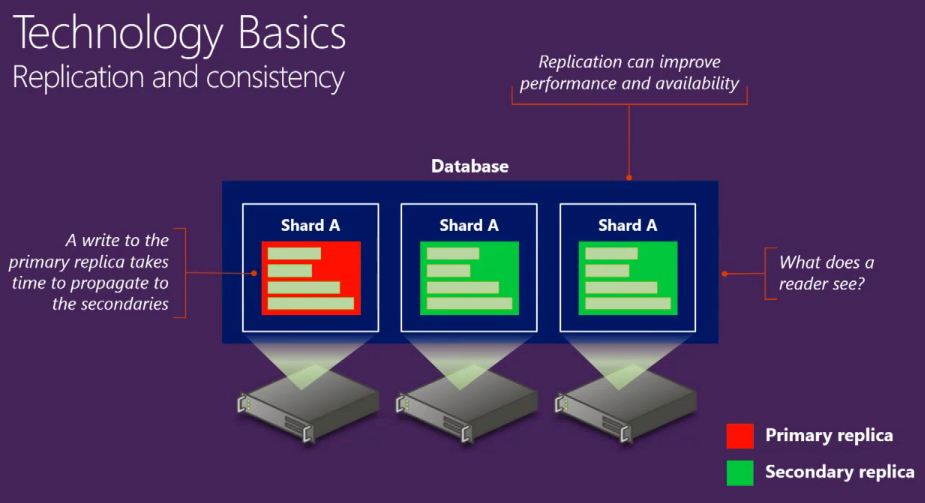 Technology Basics
Replication and consistency
Replication can improve
performance and availability
Database
Shard A
Shard A
Shard A
A write to the
primary replica takes
time to propagate to
the secondaries
What does a
reader see?
Primary replica
Secondary replica